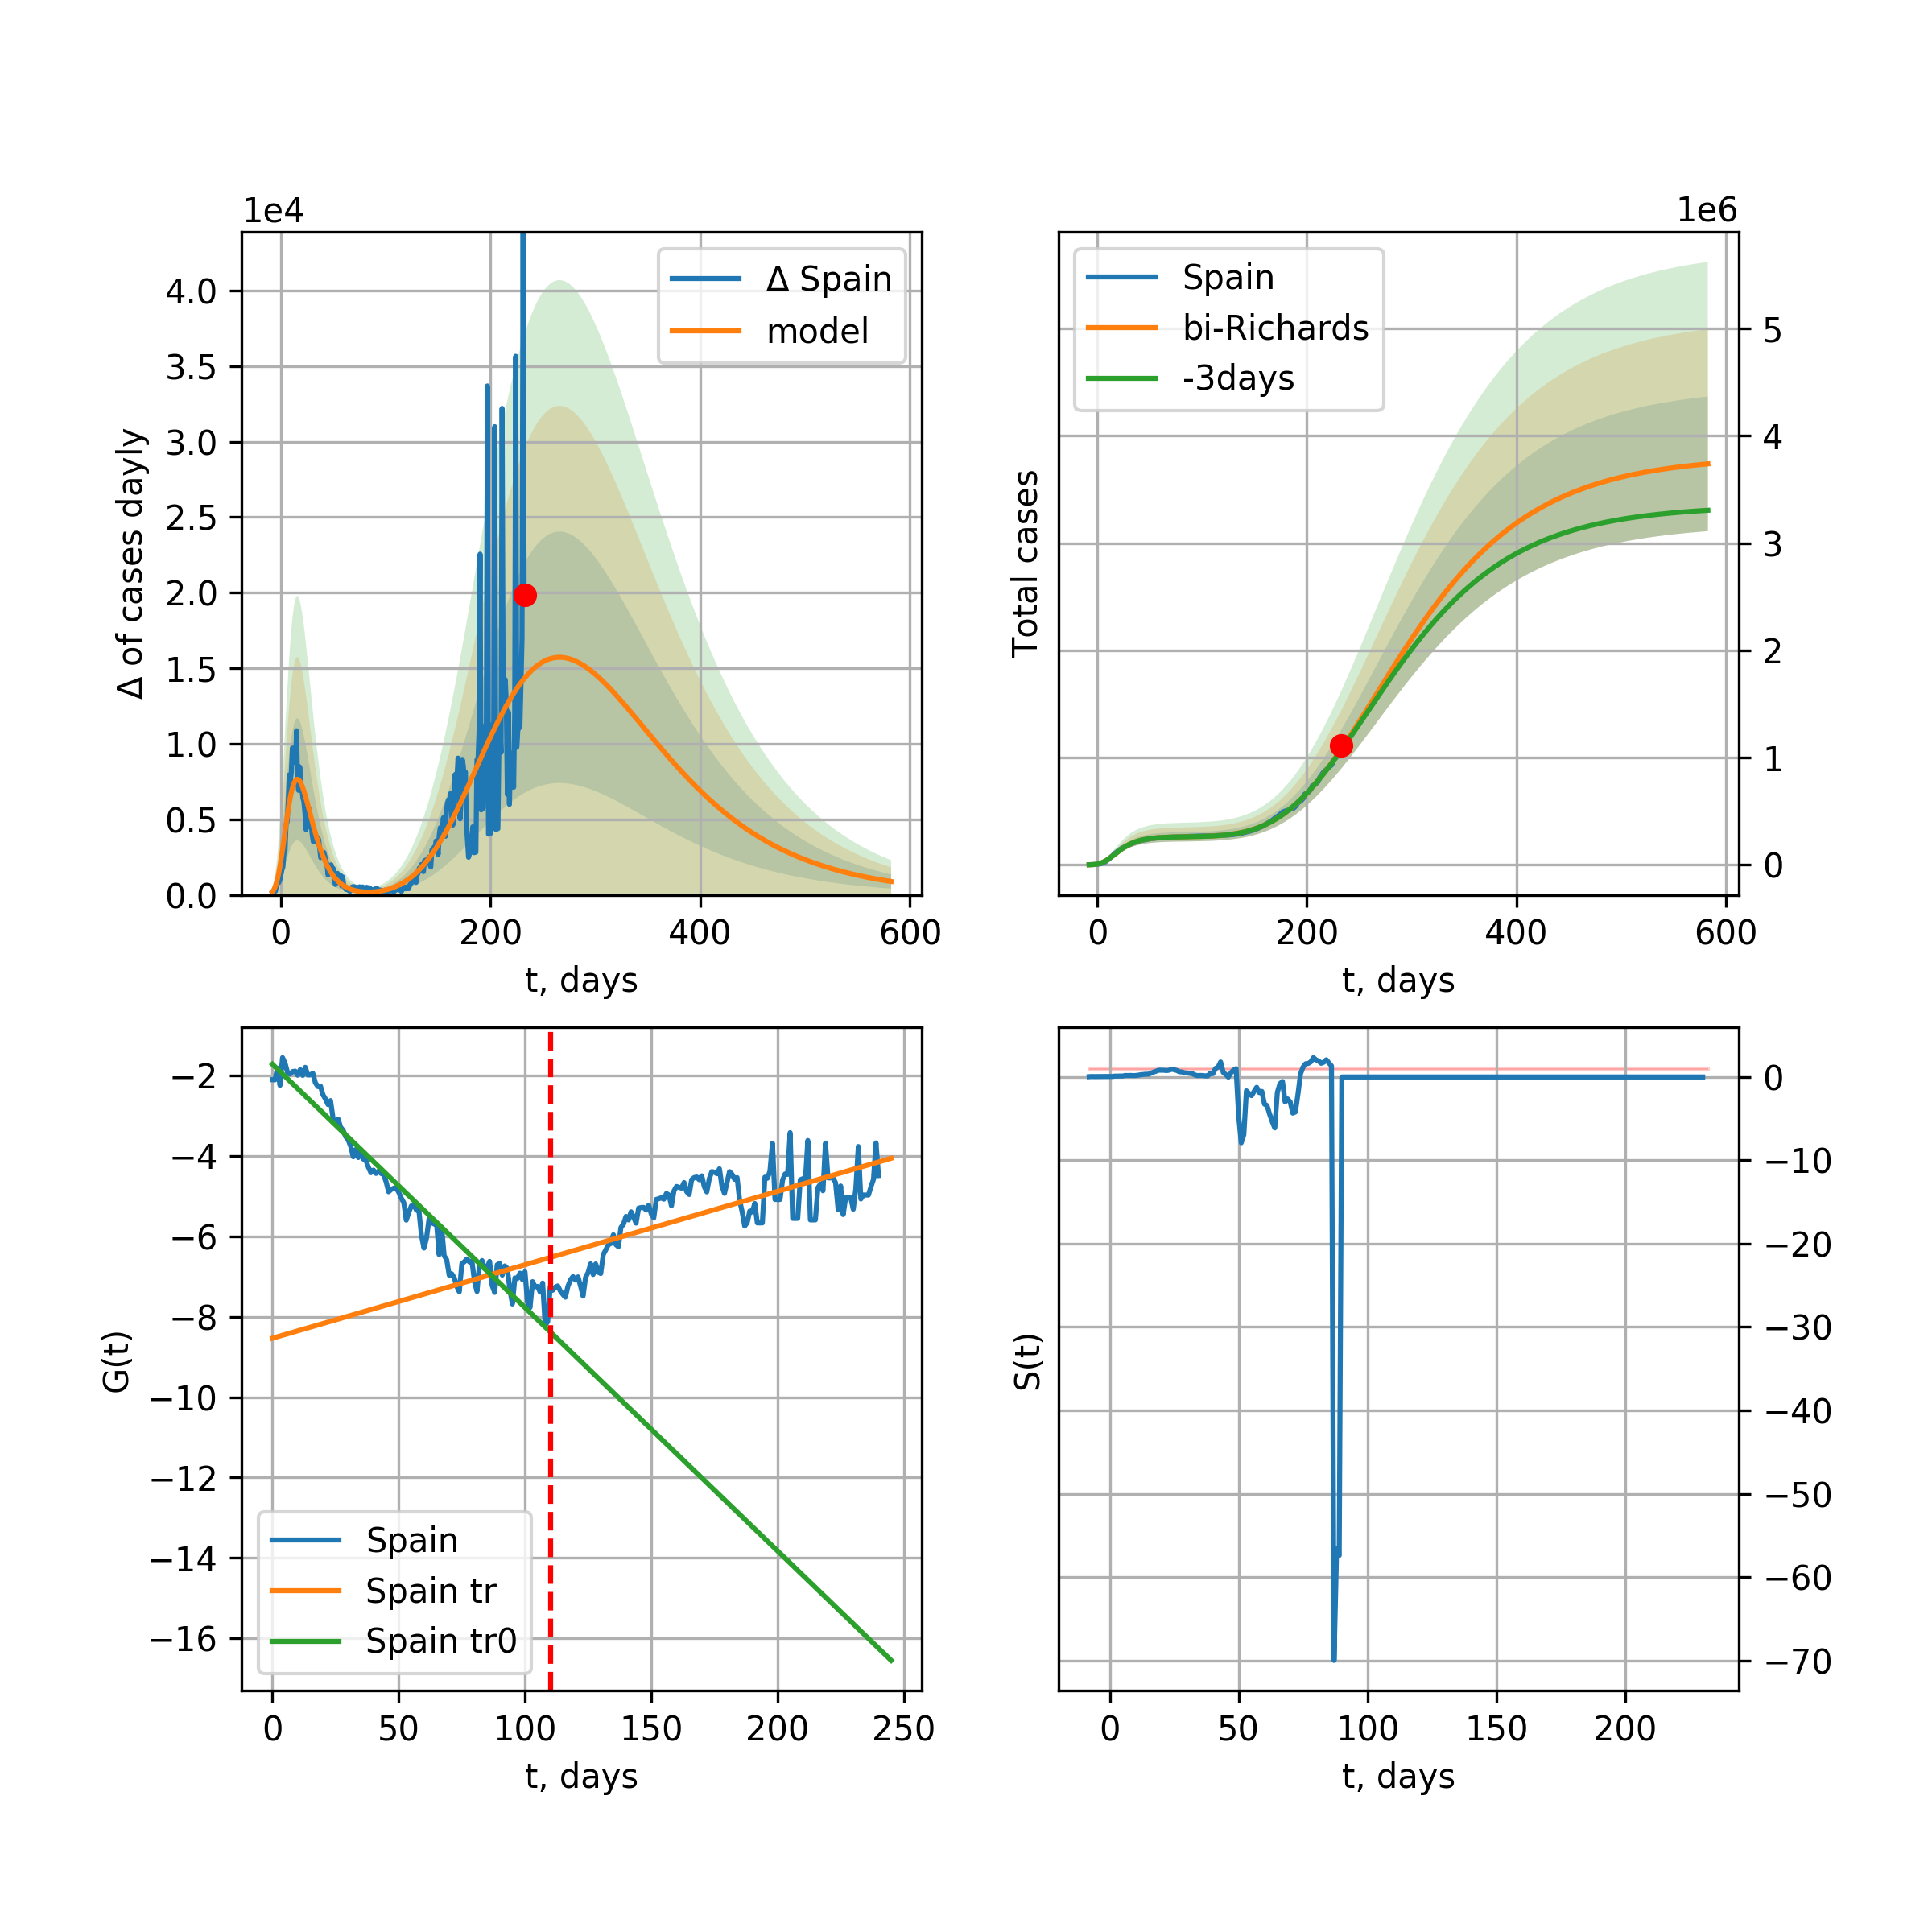 1e4
Δ of cases dayly
4.0
3.5
3.0
2.5
2.0
1.5
1.0
0.5
0.0
Δ Spain
model
0 200 400 600
t, days
1e6
Total cases
Spain
bi-Richards
-3days
5
4
3
2
1
0
0 200 400 600
t, days
G(t)
−2
−4
−6
−8
−10
−12
−14
−16
Spain
Spain tr
Spain tr0
0 50 100 150 200 250
t, days
S(t)
0
−10
−20
−30
−40
−50
−60
−70
0 50 100 150 200
t, days